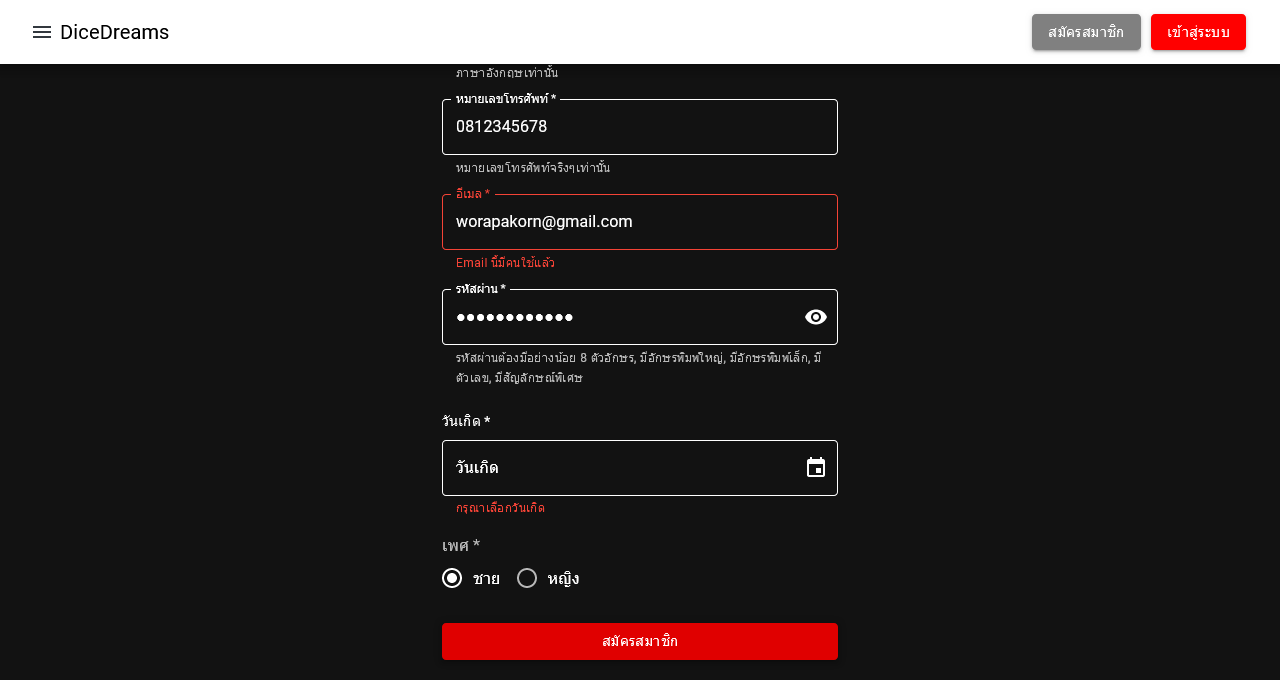 DiceDreams
สมัครสมาชิก
เข้าสู่ระบบ
ภาษาอังกฤษเท่านั้น
หมายเลขโทรศัพท์ *
0812345678
หมายเลขโทรศัพท์จริงๆเท่านั้น
อีเมล *
worapakorn@gmail.com
Email นี้มีคนใช้แล้ว
รหัสผ่าน *
••••••••••••
รหัสผ่านต้องมีอย่างน้อย 8 ตัวอักษร, มีอักษรพิมพ์ใหญ่, มีอักษรพิมพ์เล็ก, มี
ตัวเลข, มีสัญลักษณ์พิเศษ
วันเกิด *
วันเกิด
กรุณาเลือกวันเกิด
เพศ *
ชาย
หญิง
สมัครสมาชิก